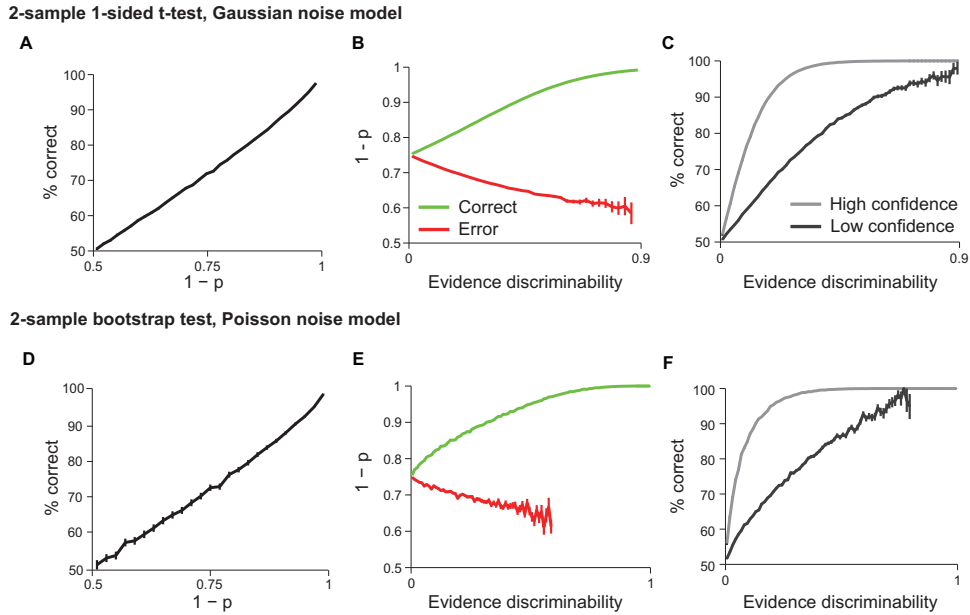 2-sample 1-sided t-test, Gaussian noise model
A
B
C
100
90
80
70
60
50
% correct
0.5
0.75
1
1 – p
1
0.9
0.8
0.7
0.6
0.5
1 - p
Correct
Error
0
0.9
Evidence discriminability
100
90
80
70
60
50
% correct
High confidence
Low confidence
0
0.9
Evidence discriminability
2-sample bootstrap test, Poisson noise model
D
E
F
100
90
80
70
60
50
% correct
0.5
0.75
1
1 – p
1
0.9
0.8
0.7
0.6
0.5
1 - p
0
1
Evidence discriminability
100
90
80
70
60
50
% correct
0
1
Evidence discriminability